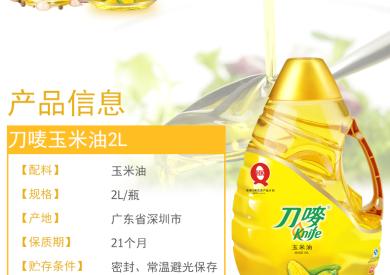 产品信息
刀唛玉米油2L
【配料】 玉米油
【规格】 2L/瓶
【产地】 广东省深圳市
【保质期】 21个月
【贮存条件】 密封、常温避光保存
刀唛
Knife
玉米油